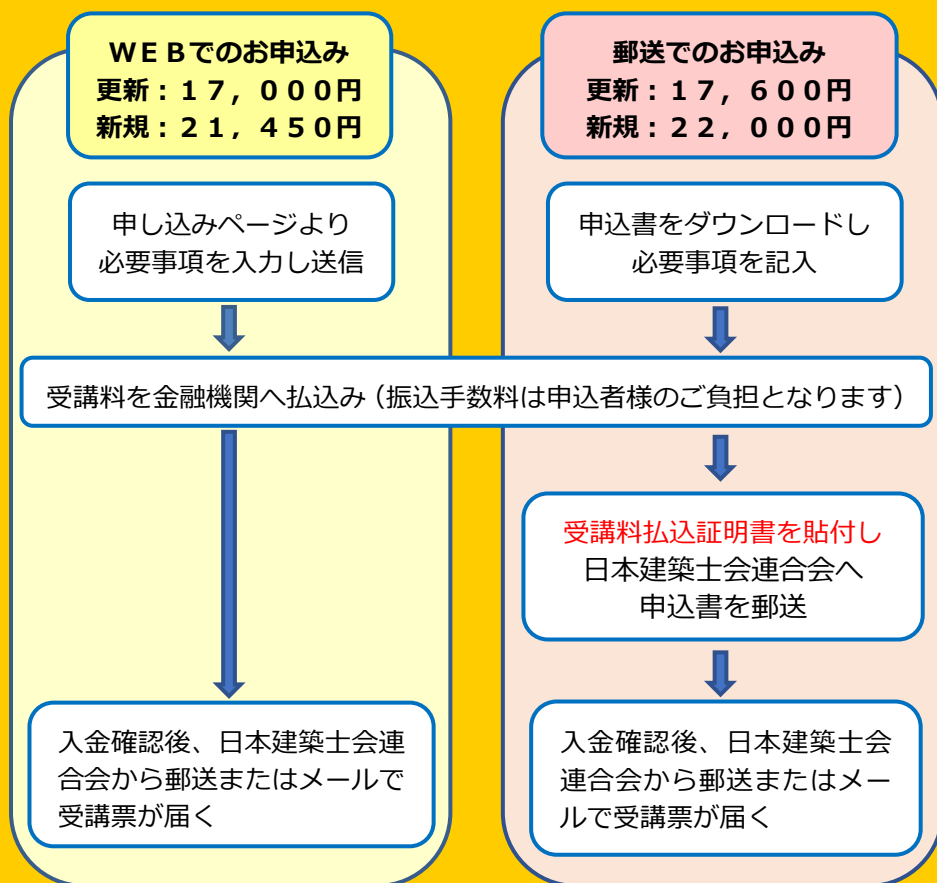 ＷＥＢでのお申込み
更新：１７，０００円
新規：２１，４５０円
郵送でのお申込み
更新：１７，６００円
新規：２２，０００円
申し込みページより
必要事項を入力し送信
申込書をダウンロードし
必要事項を記入
受講料を金融機関へ払込み（振込手数料は申込者様のご負担となります）
受講料払込証明書を貼付し
日本建築士会連合会へ
申込書を郵送
入金確認後、日本建築士会連
合会から郵送またはメールで
受講票が届く
入金確認後、日本建築士会
連合会から郵送またはメー
ルで受講票が届く